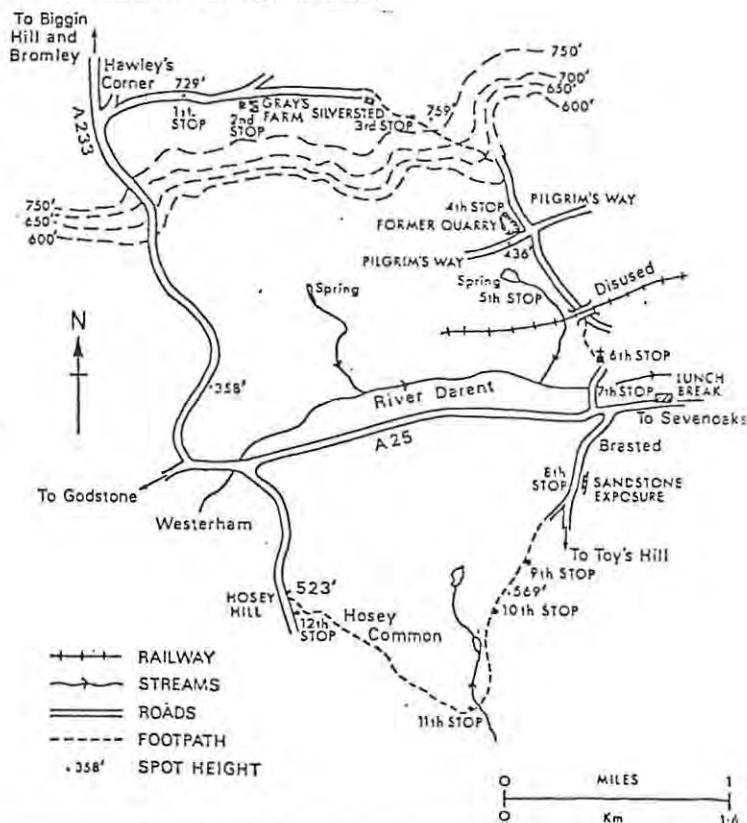 To Biggin
Hill and
Bromley
Hawley's
Corner
A233
729'
1st.
STOP
2nd
STOP
GRAY'S
FARM
SILVERSTED
3rd STOP
759'
750'
700'
650'
600'
750'
650'
600'
4th STOP
FORMER QUARRY
PILGRIM'S WAY
PILGRIM'S WAY
436'
Spring
Spring
5th STOP
Disused
N
358'
River Darent
6th STOP
7th STOP
LUNCH
BREAK
To Sevenoaks
A25
Brasted
To Godstone
Westerham
8th
STOP
SANDSTONE
EXPOSURE
To Toy's Hill
9th STOP
569'
10th STOP
HOSEY
HILL
523'
12th
STOP
Hosey
Common
11th STOP
RAILWAY
STREAMS
ROADS
FOOTPATH
.358' SPOT HEIGHT
0 MILES 1
0 Km 1·6